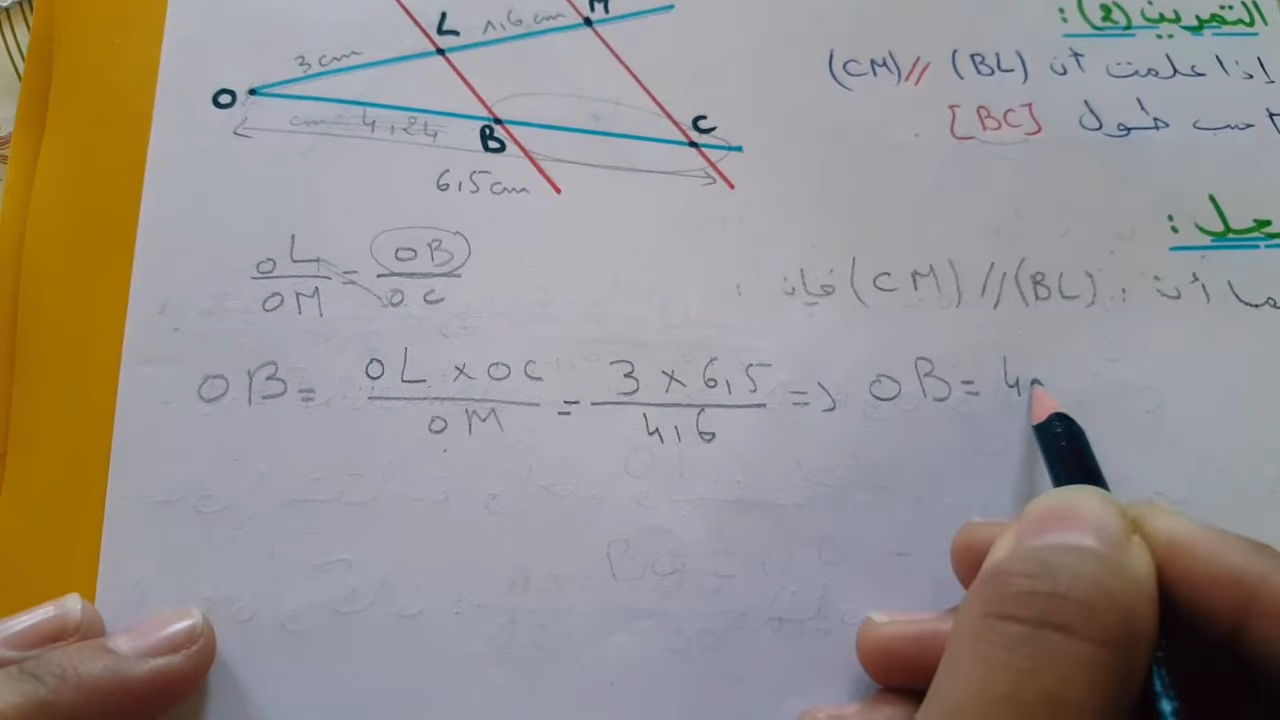 التمرين (2):
إذا علمت أن (BL) // (CM)
احسب طول [BC]
L
1,6 cm
M
3 cm
O
4,24 cm
B
C
6,5 cm
الحل:
بما أن: (BL) // (CM) فإن:
OL/OM = OB/OC
OB = OL × OC / OM = 3 × 6,5 / 4,6 => OB = 4,